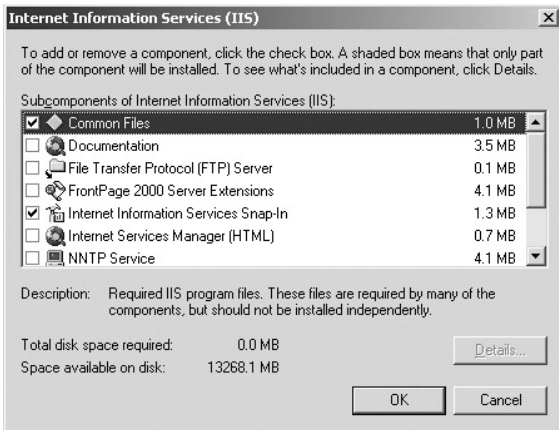 Internet Information Services (IIS)
To add or remove a component, click the check box. A shaded box means that only part
of the component will be installed. To see what's included in a component, click Details.
Subcomponents of Internet Information Services (IIS):
Common Files 1.0 MB
Documentation 3.5 MB
File Transfer Protocol (FTP) Server 0.1 MB
FrontPage 2000 Server Extensions 4.1 MB
Internet Information Services Snap-In 1.3 MB
Internet Services Manager (HTML) 0.7 MB
NNTP Service 4.1 MB
Description: Required IIS program files. These files are required by many of the
components, but should not be installed independently.
Total disk space required: 0.0 MB
Space available on disk: 13268.1 MB
Details...
OK Cancel